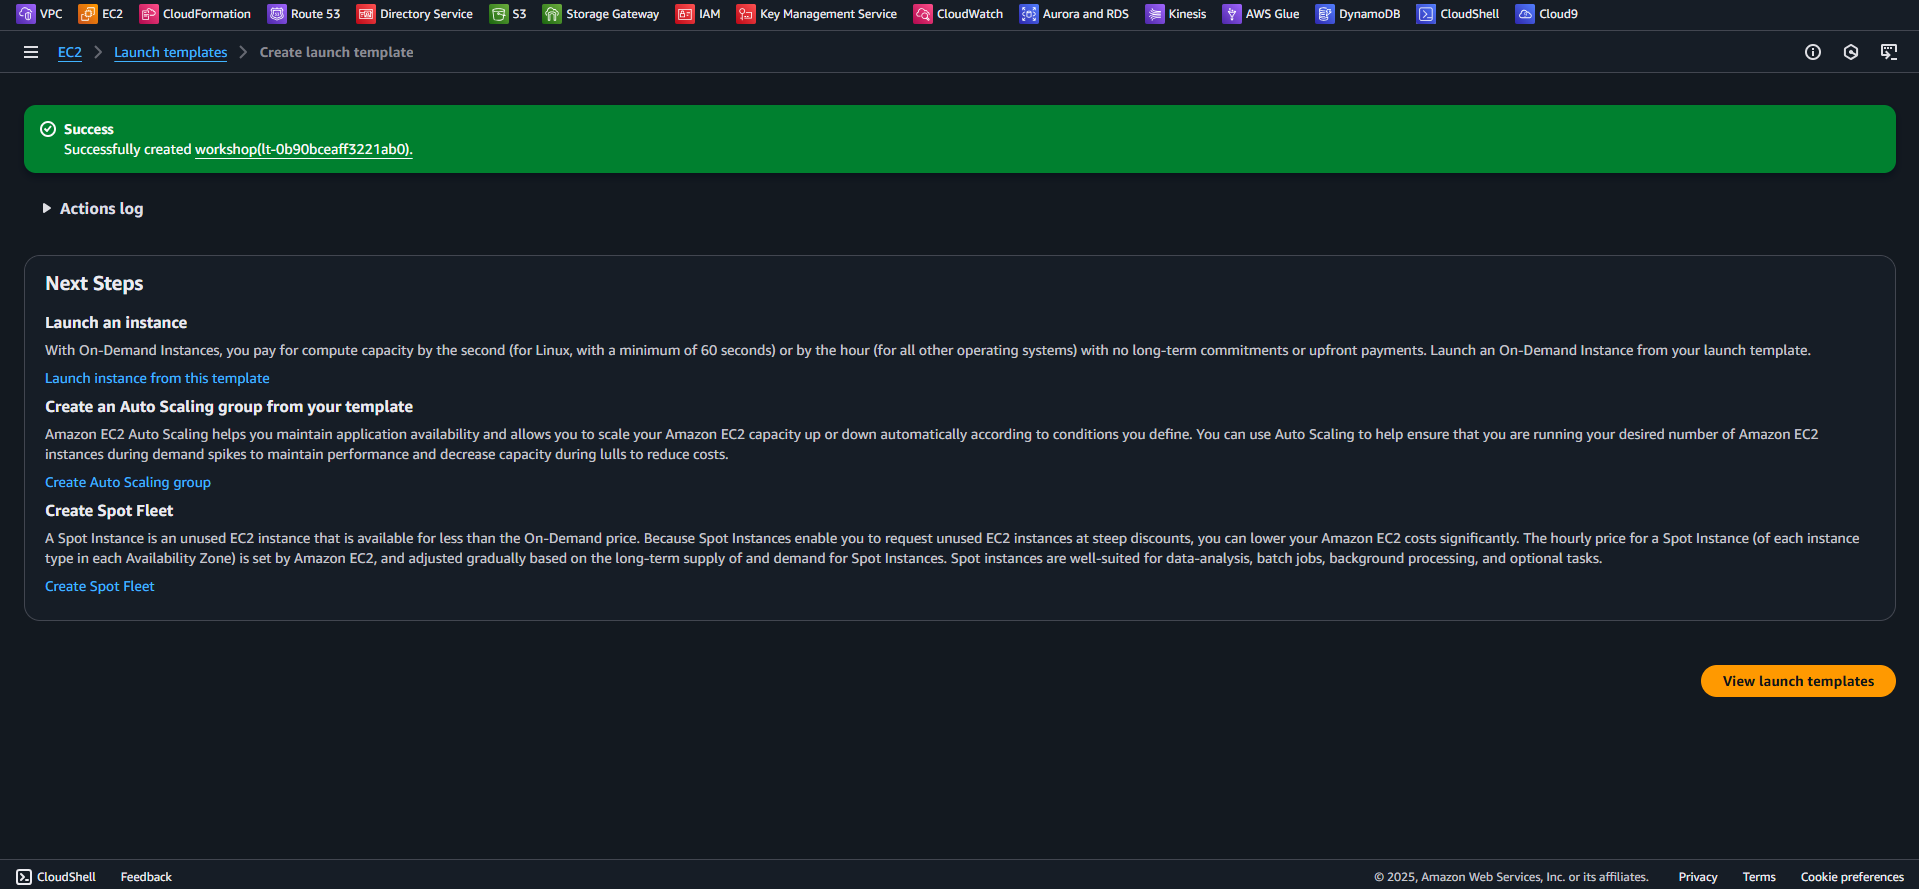 VPC EC2 CloudFormation Route 53 Directory Service S3 Storage Gateway IAM Key Management Service CloudWatch Aurora and RDS Kinesis AWS Glue DynamoDB CloudShell Cloud9
EC2 Launch templates Create launch template
Success
Successfully created workshop(lt-0b90bceaff3221ab0).
Actions log
Next Steps
Launch an instance
With On-Demand Instances, you pay for compute capacity by the second (for Linux, with a minimum of 60 seconds) or by the hour (for all other operating systems) with no long-term commitments or upfront payments. Launch an On-Demand Instance from your launch template.
Launch instance from this template
Create an Auto Scaling group from your template
Amazon EC2 Auto Scaling helps you maintain application availability and allows you to scale your Amazon EC2 capacity up or down automatically according to conditions you define. You can use Auto Scaling to help ensure that you are running your desired number of Amazon EC2
instances during demand spikes to maintain performance and decrease capacity during lulls to reduce costs.
Create Auto Scaling group
Create Spot Fleet
A Spot Instance is an unused EC2 instance that is available for less than the On-Demand price. Because Spot Instances enable you to request unused EC2 instances at steep discounts, you can lower your Amazon EC2 costs significantly. The hourly price for a Spot Instance (of each instance
type in each Availability Zone) is set by Amazon EC2, and adjusted gradually based on the long-term supply of and demand for Spot Instances. Spot instances are well-suited for data-analysis, batch jobs, background processing, and optional tasks.
Create Spot Fleet
View launch templates
CloudShell Feedback © 2025, Amazon Web Services, Inc. or its affiliates. Privacy Terms Cookie preferences